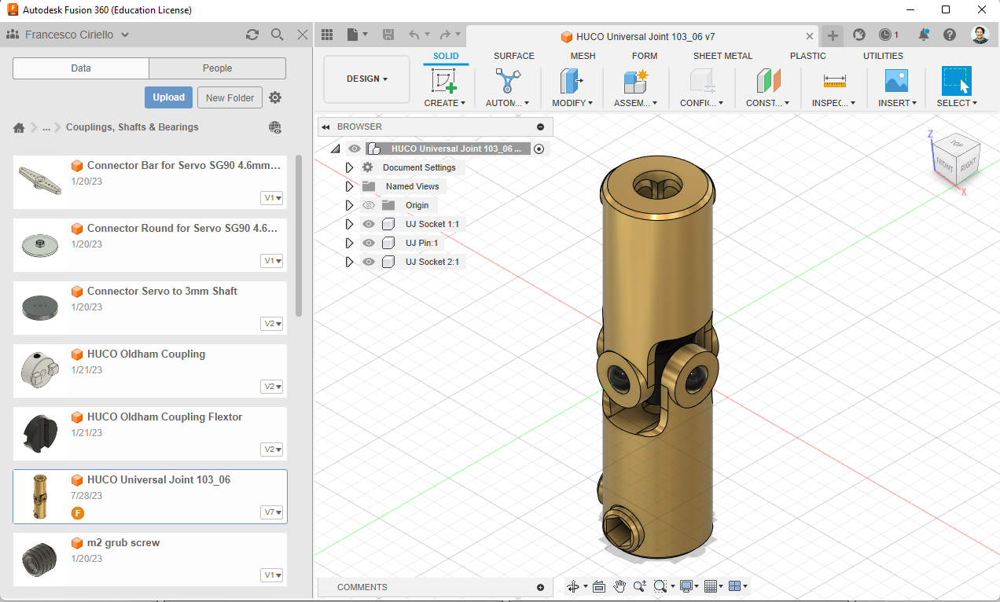 Autodesk Fusion 360 (Education License)
Francesco Ciriello
HUCO Universal Joint 103_06 v7
1
Data
People
Upload
New Folder
... Couplings, Shafts & Bearings
Connector Bar for Servo SG90 4.6mm...
1/20/23
V1
Connector Round for Servo SG90 4.6...
1/20/23
V1
Connector Servo to 3mm Shaft
1/20/23
V2
HUCO Oldham Coupling
1/21/23
V2
HUCO Oldham Coupling Flextor
1/21/23
V2
HUCO Universal Joint 103_06
7/28/23
F
V7
m2 grub screw
1/20/23
V1
DESIGN
SOLID
SURFACE
MESH
FORM
SHEET METAL
PLASTIC
UTILITIES
CREATE
AUTOM...
MODIFY
ASSEM...
CONFIG...
CONST...
INSPEC...
INSERT
SELECT
BROWSER
HUCO Universal Joint 103_06 ...
Document Settings
Named Views
Origin
UJ Socket 1:1
UJ Pin:1
UJ Socket 2:1
Z
TOP
FRONT
RIGHT
X
COMMENTS